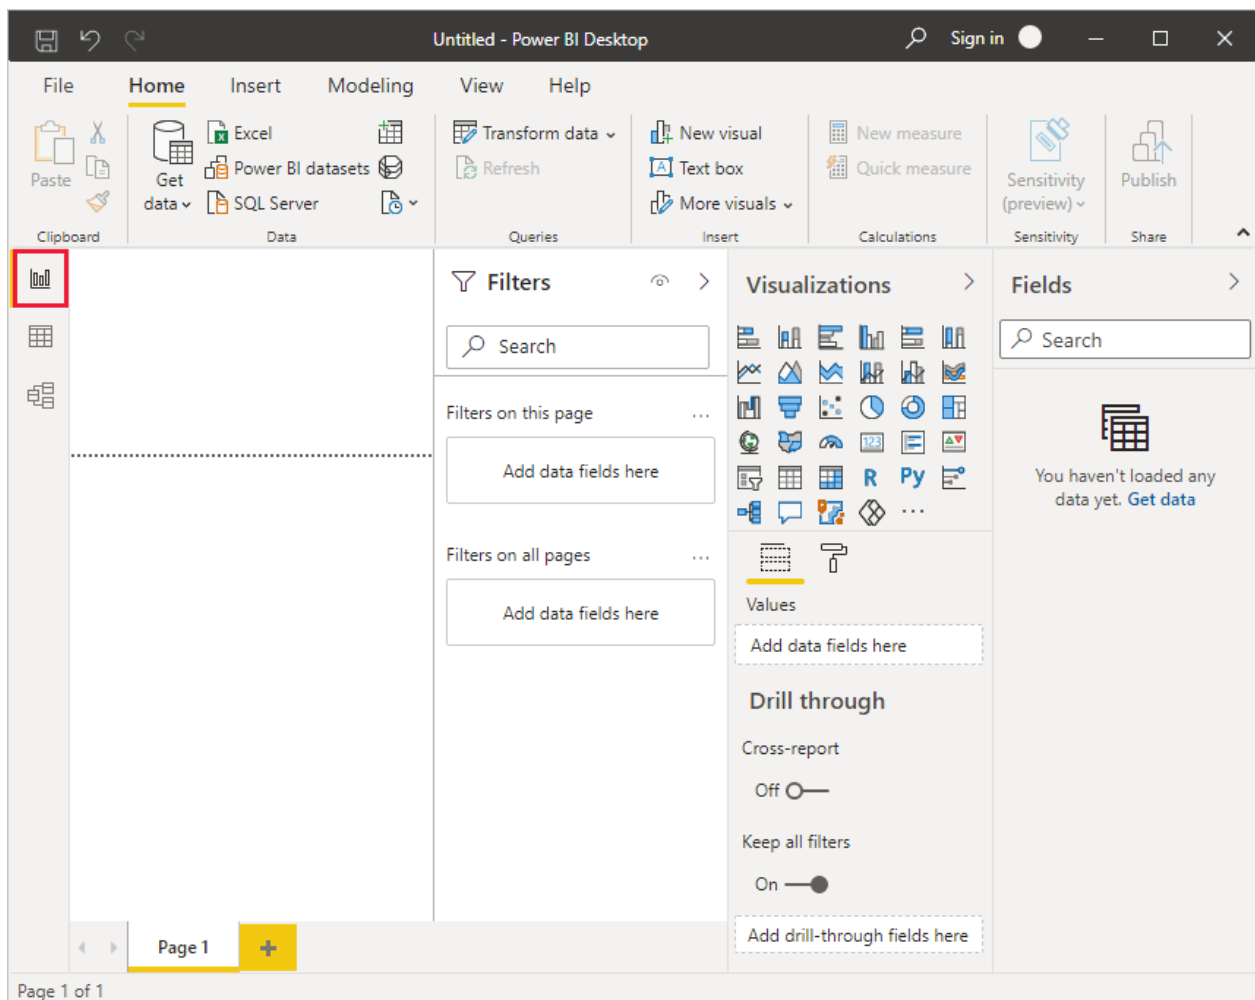 Untitled - Power BI Desktop
Sign in
File
Home
Insert
Modeling
View
Help
Paste
Clipboard
Get
data
Excel
Power BI datasets
SQL Server
Data
Transform data
Refresh
Queries
New visual
Text box
More visuals
Insert
New measure
Quick measure
Calculations
Sensitivity
(preview)
Sensitivity
Publish
Share
Filters
Search
Filters on this page
...
Add data fields here
Filters on all pages
...
Add data fields here
Visualizations
123
R
Py
...
Values
Add data fields here
Drill through
Cross-report
Off
Keep all filters
On
Add drill-through fields here
Fields
Search
You haven't loaded any
data yet. Get data
Page 1
+
Page 1 of 1